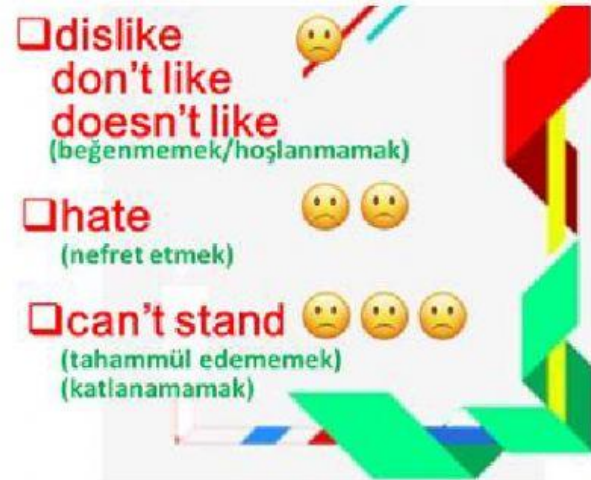 ❑dislike
don't like
doesn't like
(beğenmemek/hoşlanmamak)
❑hate
(nefret etmek)
❑can't stand
(tahammül edememek)
(katlanamamak)